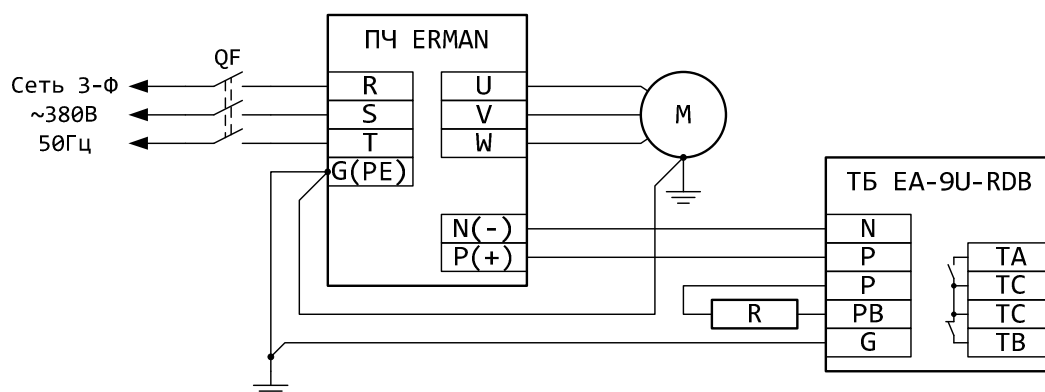 ПЧ ERMAN
QF
Сеть 3-Ф
~380В
50Гц
R
S
T
G(PE)
U
V
W
N(-)
P(+)
M
ТБ EA-9U-RDB
N
P
P
PB
G
R
TA
TC
TC
TB